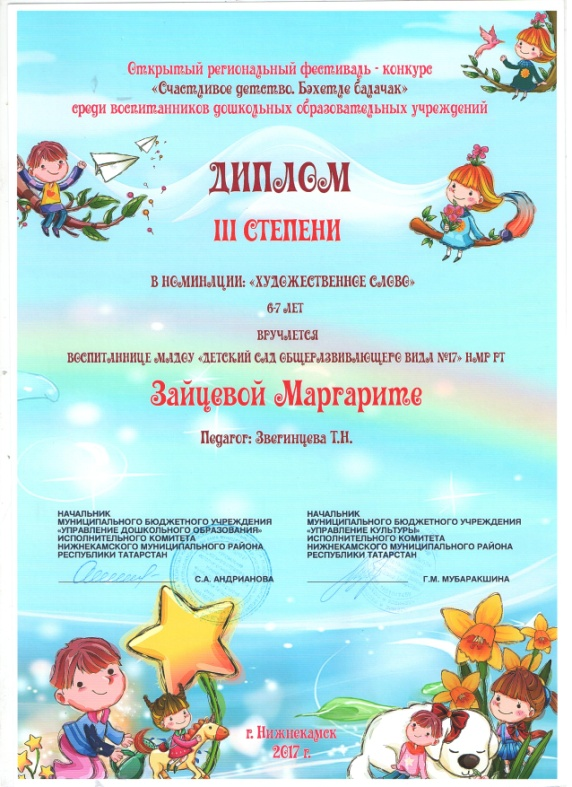 Открытый региональный фестиваль - конкурс
«Счастливое детство. Бэхетле балачак»
среди воспитанников дошкольных образовательных учреждений
ДИПЛОМ
III СТЕПЕНИ
В НОМИНАЦИИ: «ХУДОЖЕСТВЕННОЕ СЛОВО»
6-7 ЛЕТ
ВРУЧАЕТСЯ
ВОСПИТАННИЦЕ МАДОУ «ДЕТСКИЙ САД ОБЩЕРАЗВИВАЮЩЕГО ВИДА №17» НМР РТ
Зайцевой Маргарите
Педагог: Звегинцева Т.Н.
НАЧАЛЬНИК
МУНИЦИПАЛЬНОГО БЮДЖЕТНОГО УЧРЕЖДЕНИЯ
«УПРАВЛЕНИЕ ДОШКОЛЬНОГО ОБРАЗОВАНИЯ»
ИСПОЛНИТЕЛЬНОГО КОМИТЕТА
НИЖНЕКАМСКОГО МУНИЦИПАЛЬНОГО РАЙОНА
РЕСПУБЛИКИ ТАТАРСТАН
С.А. АНДРИАНОВА
НАЧАЛЬНИК
МУНИЦИПАЛЬНОГО БЮДЖЕТНОГО УЧРЕЖДЕНИЯ
«УПРАВЛЕНИЕ КУЛЬТУРЫ»
ИСПОЛНИТЕЛЬНОГО КОМИТЕТА
НИЖНЕКАМСКОГО МУНИЦИПАЛЬНОГО РАЙОНА
РЕСПУБЛИКИ ТАТАРСТАН
Г.М. МУБАРАКШИНА
г. Нижнекамск
2017 г.